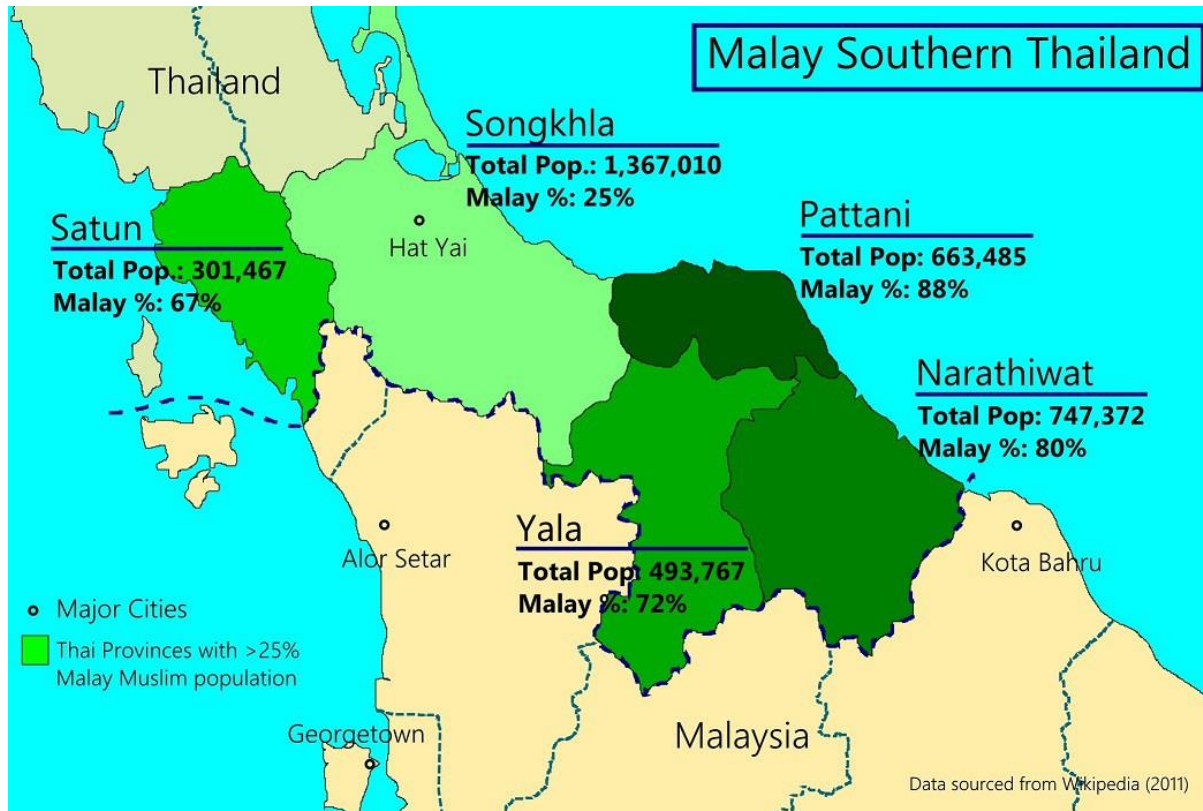 Malay Southern Thailand
Thailand
Songkhla
Total Pop.: 1,367,010
Malay %: 25%
Hat Yai
Satun
Total Pop.: 301,467
Malay %: 67%
Pattani
Total Pop: 663,485
Malay %: 88%
Narathiwat
Total Pop: 747,372
Malay %: 80%
Yala
Total Pop: 493,767
Malay %: 72%
Alor Setar
Kota Bahru
Major Cities
Thai Provinces with >25%
Malay Muslim population
Georgetown
Malaysia
Data sourced from Wikipedia (2011)